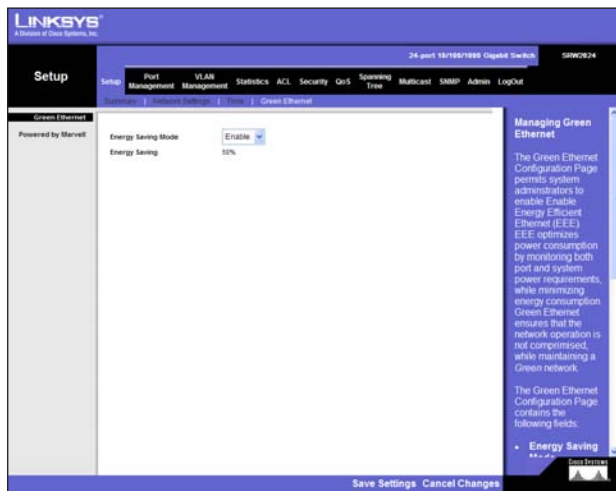 LINKSYS®
A Division of Cisco Systems, Inc.
24-port 10/100/1000 Gigabit Switch
SRW2024
Setup
Setup Port Management VLAN Management Statistics ACL Security QoS Spanning Tree Multicast SNMP Admin LogOut
Summary | Network Settings | Time | Green Ethernet
Green Ethernet
Powered by Marvell
Energy Saving Mode Enable
Energy Saving 50%
Managing Green
Ethernet
The Green Ethernet
Configuration Page
permits system
adminstrators to
enable Enable
Energy Efficient
Ethernet (EEE)
EEE optimizes
power consumption
by monitoring both
port and system
power requirements,
while minimizing
energy consumption.
Green Ethernet
ensures that the
network operation is
not comprimised,
while maintaining a
Green network.
The Green Ethernet
Configuration Page
contains the
following fields:
• Energy Saving
Save Settings Cancel Changes
CISCO SYSTEMS